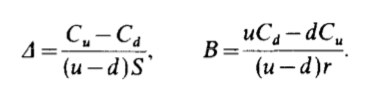 Δ = (C_u − C_d) / ((u − d)S),    B = (uC_d − dC_u) / ((u − d)r).